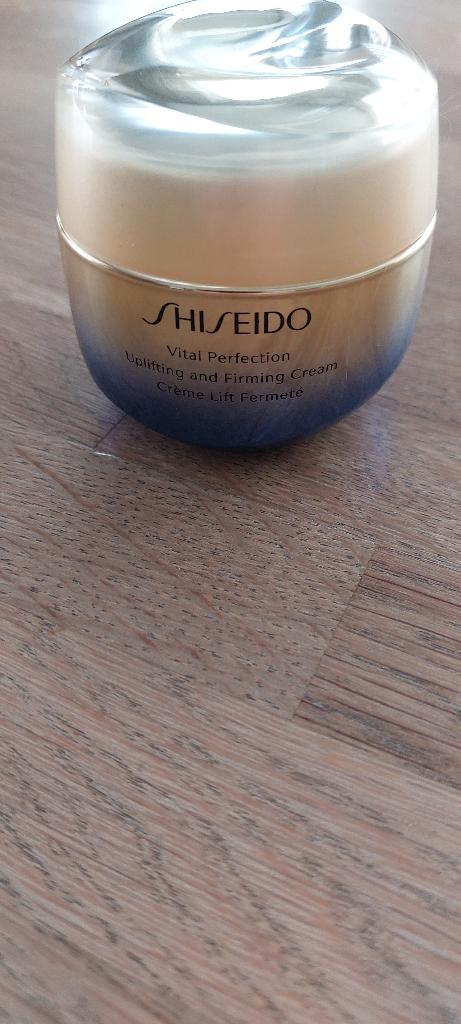 SHISEIDO
Vital Perfection
Uplifting and Firming Cream
Crème Lift Fermeté